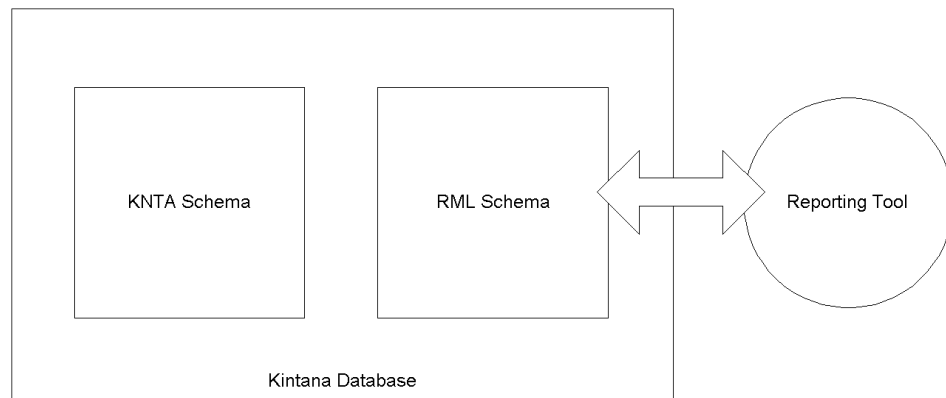 KNTA Schema
RML Schema
Reporting Tool
Kintana Database